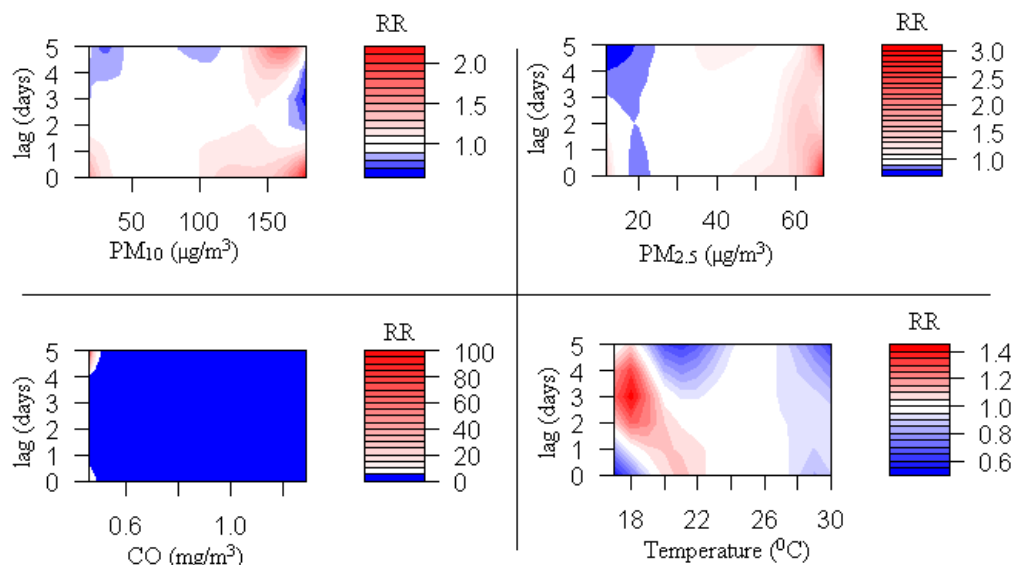 RR
5
4
3
2
1
0
lag (days)
50 100 150
PM10 (µg/m³)
2.0
1.5
1.0
RR
5
4
3
2
1
0
lag (days)
20 40 60
PM2.5 (µg/m³)
3.0
2.5
2.0
1.5
1.0
RR
5
4
3
2
1
0
lag (days)
0.6 1.0
CO (mg/m³)
100
80
60
40
20
0
RR
5
4
3
2
1
0
lag (days)
18 22 26 30
Temperature (⁰C)
1.4
1.2
1.0
0.8
0.6